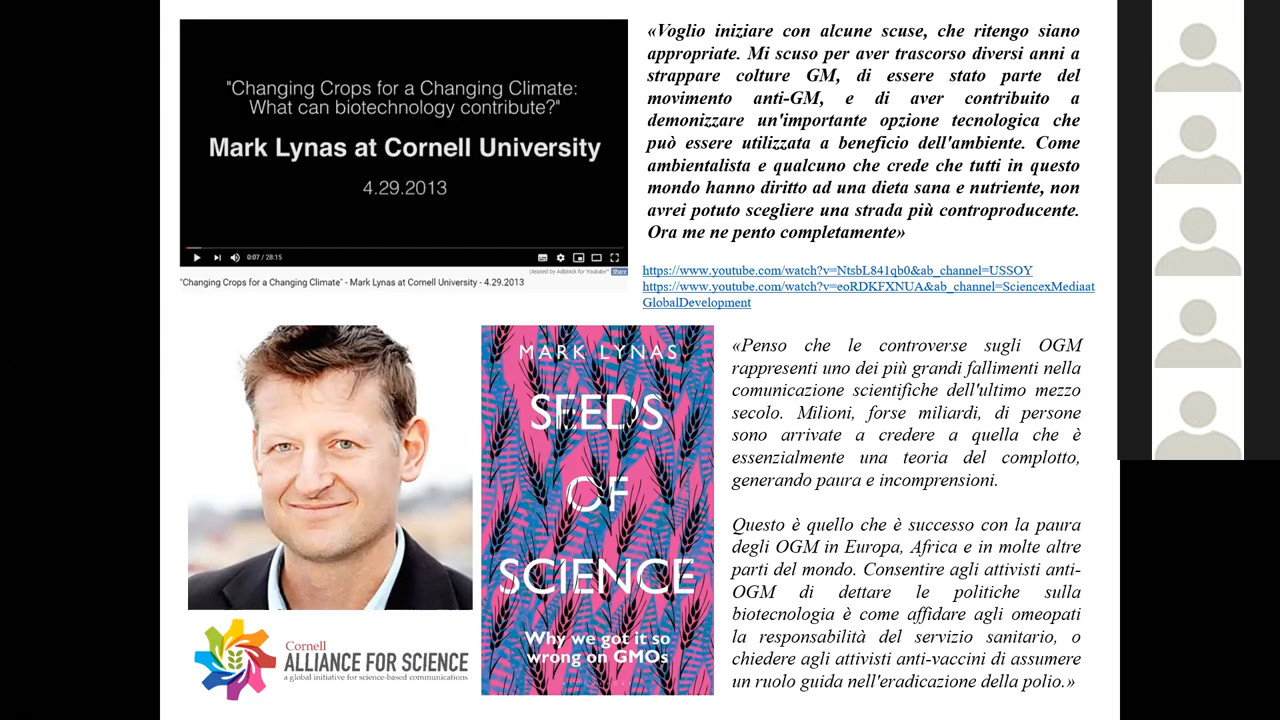 "Changing Crops for a Changing Climate:
What can biotechnology contribute?"
Mark Lynas at Cornell University
4.29.2013
0:07 / 28:15
cleaned by Adblock for Youtube™
Share
"Changing Crops for a Changing Climate" - Mark Lynas at Cornell University - 4.29.2013
«Voglio iniziare con alcune scuse, che ritengo siano
appropriate. Mi scuso per aver trascorso diversi anni a
strappare colture GM, di essere stato parte del
movimento anti-GM, e di aver contribuito a
demonizzare un'importante opzione tecnologica che
può essere utilizzata a beneficio dell'ambiente. Come
ambientalista e qualcuno che crede che tutti in questo
mondo hanno diritto ad una dieta sana e nutriente, non
avrei potuto scegliere una strada più controproducente.
Ora me ne pento completamente»
https://www.youtube.com/watch?v=NtsbL841qb0&ab_channel=USSOY
https://www.youtube.com/watch?v=eoRDKFXNUA&ab_channel=SciencexMediaat
GlobalDevelopment
MARK LYNAS
SEEDS
OF
SCIENCE
Why we got it so
wrong on GMOs
Cornell
ALLIANCE FOR SCIENCE
a global initiative for science-based communications
«Penso che le controverse sugli OGM
rappresenti uno dei più grandi fallimenti nella
comunicazione scientifiche dell'ultimo mezzo
secolo. Milioni, forse miliardi, di persone
sono arrivate a credere a quella che è
essenzialmente una teoria del complotto,
generando paura e incomprensioni.
Questo è quello che è successo con la paura
degli OGM in Europa, Africa e in molte altre
parti del mondo. Consentire agli attivisti anti-
OGM di dettare le politiche sulla
biotecnologia è come affidare agli omeopati
la responsabilità del servizio sanitario, o
chiedere agli attivisti anti-vaccini di assumere
un ruolo guida nell'eradicazione della polio.»